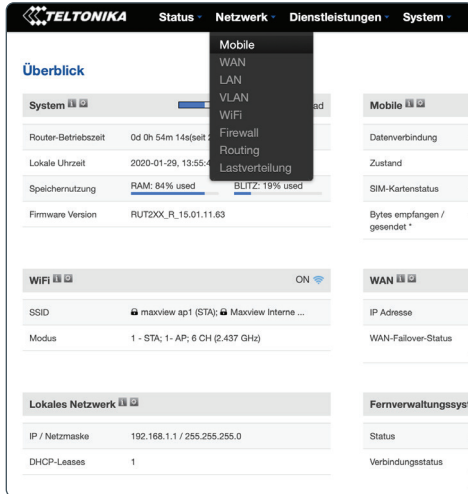 TELTONIKA Status Netzwerk Dienstleistungen System
Mobile
WAN
LAN
VLAN
WiFi
Firewall
Routing
Lastverteilung
Überblick
System
Router-Betriebszeit 0d 0h 54m 14s(seit
Lokale Uhrzeit 2020-01-29, 13:55:4
Speichernutzung RAM: 84% used BLITZ: 19% used
Firmware Version RUT2XX_R_15.01.11.63
Mobile
Datenverbindung
Zustand
SIM-Kartenstatus
Bytes empfangen /
gesendet *
WiFi ON
SSID maxview ap1 (STA); Maxview Interne ...
Modus 1 - STA; 1- AP; 6 CH (2.437 GHz)
WAN
IP Adresse
WAN-Failover-Status
Lokales Netzwerk
IP / Netzmaske 192.168.1.1 / 255.255.255.0
DHCP-Leases 1
Fernverwaltungssyst
Status
Verbindungsstatus